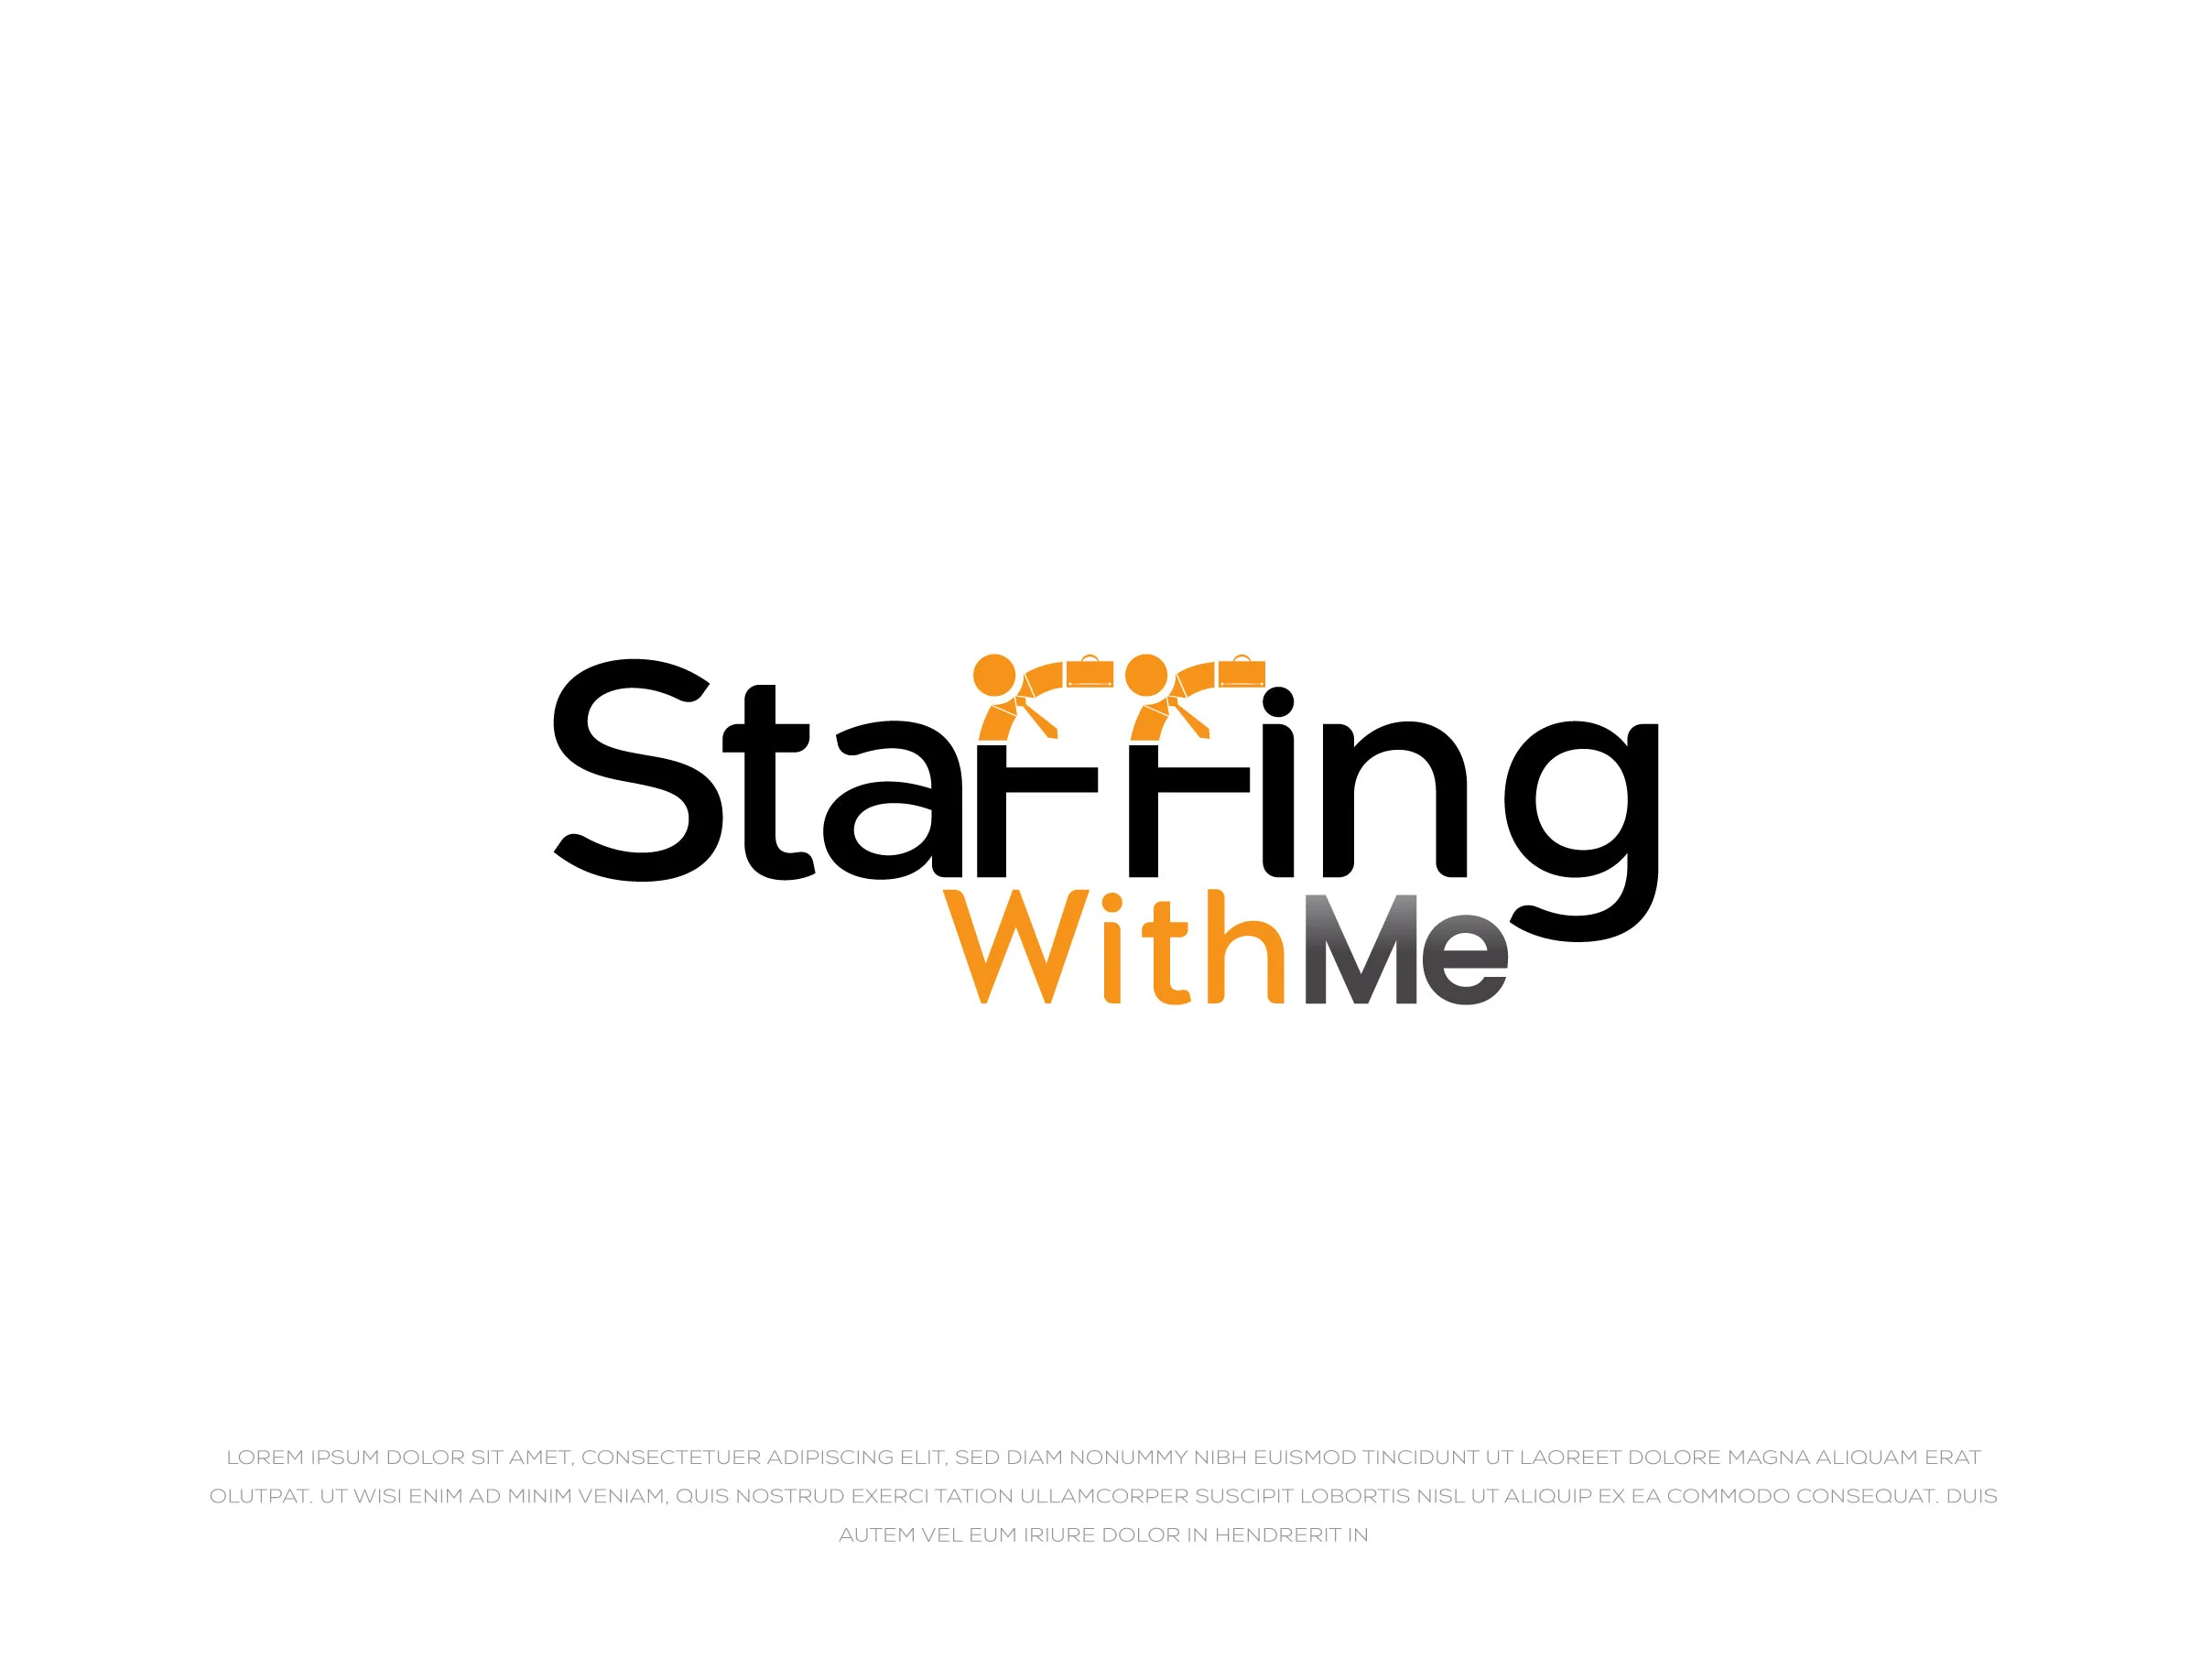 Staffing
WithMe
LOREM IPSUM DOLOR SIT AMET, CONSECTETUER ADIPISCING ELIT, SED DIAM NONUMMY NIBH EUISMOD TINCIDUNT UT LAOREET DOLORE MAGNA ALIQUAM ERAT
OLUTPAT. UT WISI ENIM AD MINIM VENIAM, QUIS NOSTRUD EXERCI TATION ULLAMCORPER SUSCIPIT LOBORTIS NISL UT ALIQUIP EX EA COMMODO CONSEQUAT. DUIS
AUTEM VEL EUM IRIURE DOLOR IN HENDRERIT IN